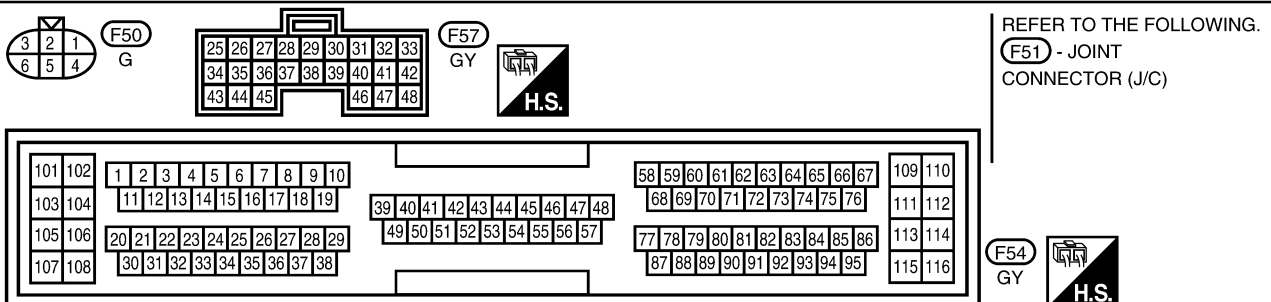 3 2 1
6 5 4
F50
G
25 26 27 28 29 30 31 32 33
34 35 36 37 38 39 40 41 42
43 44 45 46 47 48
F57
GY
H.S.
REFER TO THE FOLLOWING.
F51 - JOINT
CONNECTOR (J/C)
101 102
103 104
105 106
107 108
1 2 3 4 5 6 7 8 9 10
11 12 13 14 15 16 17 18 19
20 21 22 23 24 25 26 27 28 29
30 31 32 33 34 35 36 37 38
39 40 41 42 43 44 45 46 47 48
49 50 51 52 53 54 55 56 57
58 59 60 61 62 63 64 65 66 67
68 69 70 71 72 73 74 75 76
77 78 79 80 81 82 83 84 85 86
87 88 89 90 91 92 93 94 95
109 110
111 112
113 114
115 116
F54
GY
H.S.